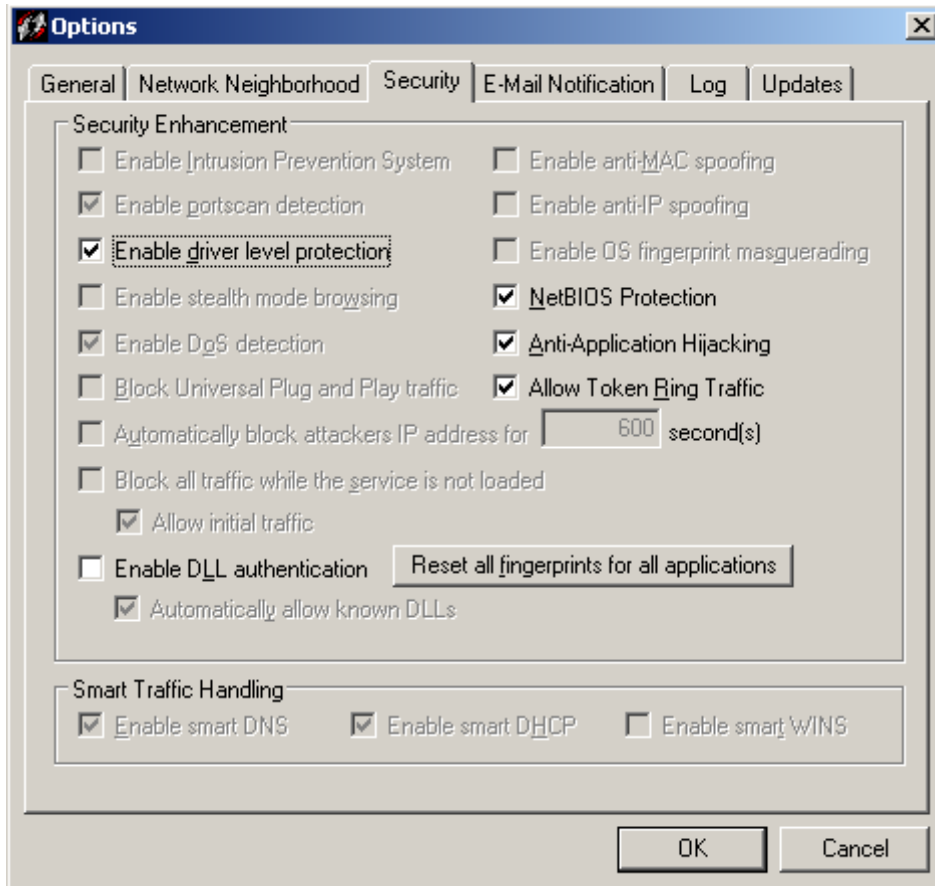 Options
General Network Neighborhood Security E-Mail Notification Log Updates
Security Enhancement
Enable Intrusion Prevention System
Enable anti-MAC spoofing
Enable portscan detection
Enable anti-IP spoofing
Enable driver level protection
Enable OS fingerprint masguerading
Enable stealth mode browsing
NetBIOS Protection
Enable DoS detection
Anti-Application Hijacking
Block Universal Plug and Play traffic
Allow Token Ring Traffic
Automatically block attackers IP address for 600 second(s)
Block all traffic while the service is not loaded
Allow initial traffic
Enable DLL authentication
Reset all fingerprints for all applications
Automatically allow known DLLs
Smart Traffic Handling
Enable smart DNS
Enable smart DHCP
Enable smart WINS
OK
Cancel